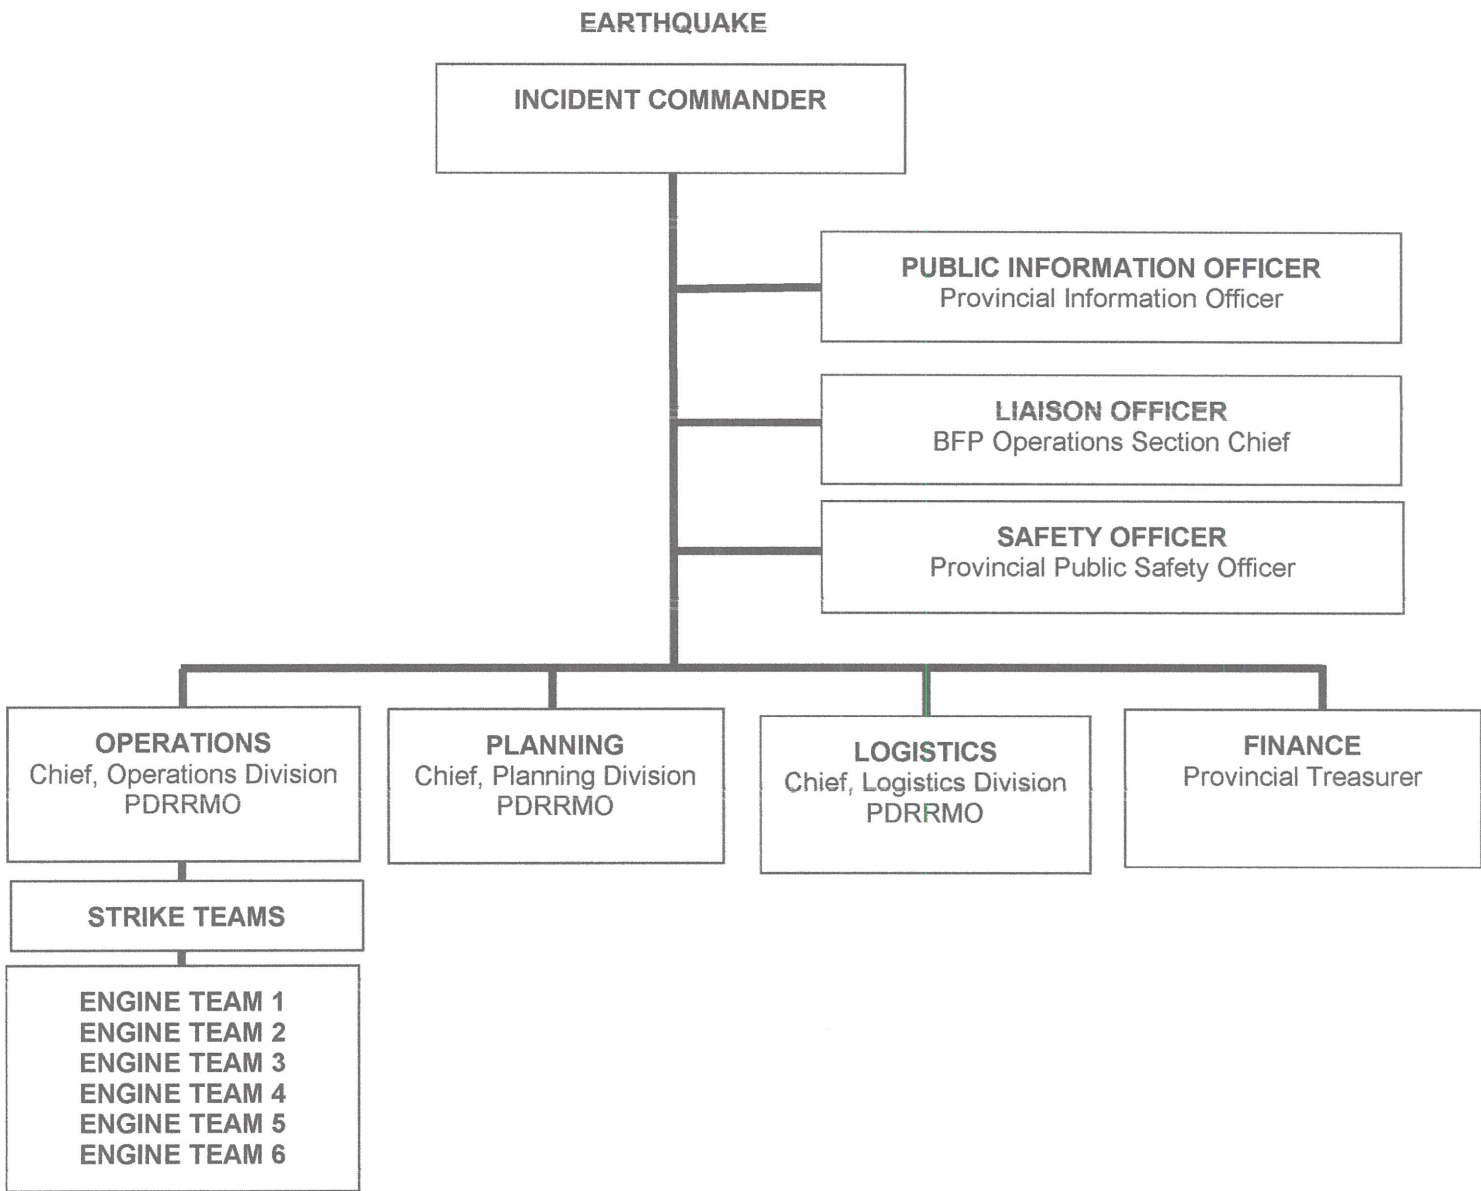 EARTHQUAKE
INCIDENT COMMANDER
PUBLIC INFORMATION OFFICER
Provincial Information Officer
LIAISON OFFICER
BFP Operations Section Chief
SAFETY OFFICER
Provincial Public Safety Officer
OPERATIONS
Chief, Operations Division
PDRRMO
PLANNING
Chief, Planning Division
PDRRMO
LOGISTICS
Chief, Logistics Division
PDRRMO
FINANCE
Provincial Treasurer
STRIKE TEAMS
ENGINE TEAM 1
ENGINE TEAM 2
ENGINE TEAM 3
ENGINE TEAM 4
ENGINE TEAM 5
ENGINE TEAM 6